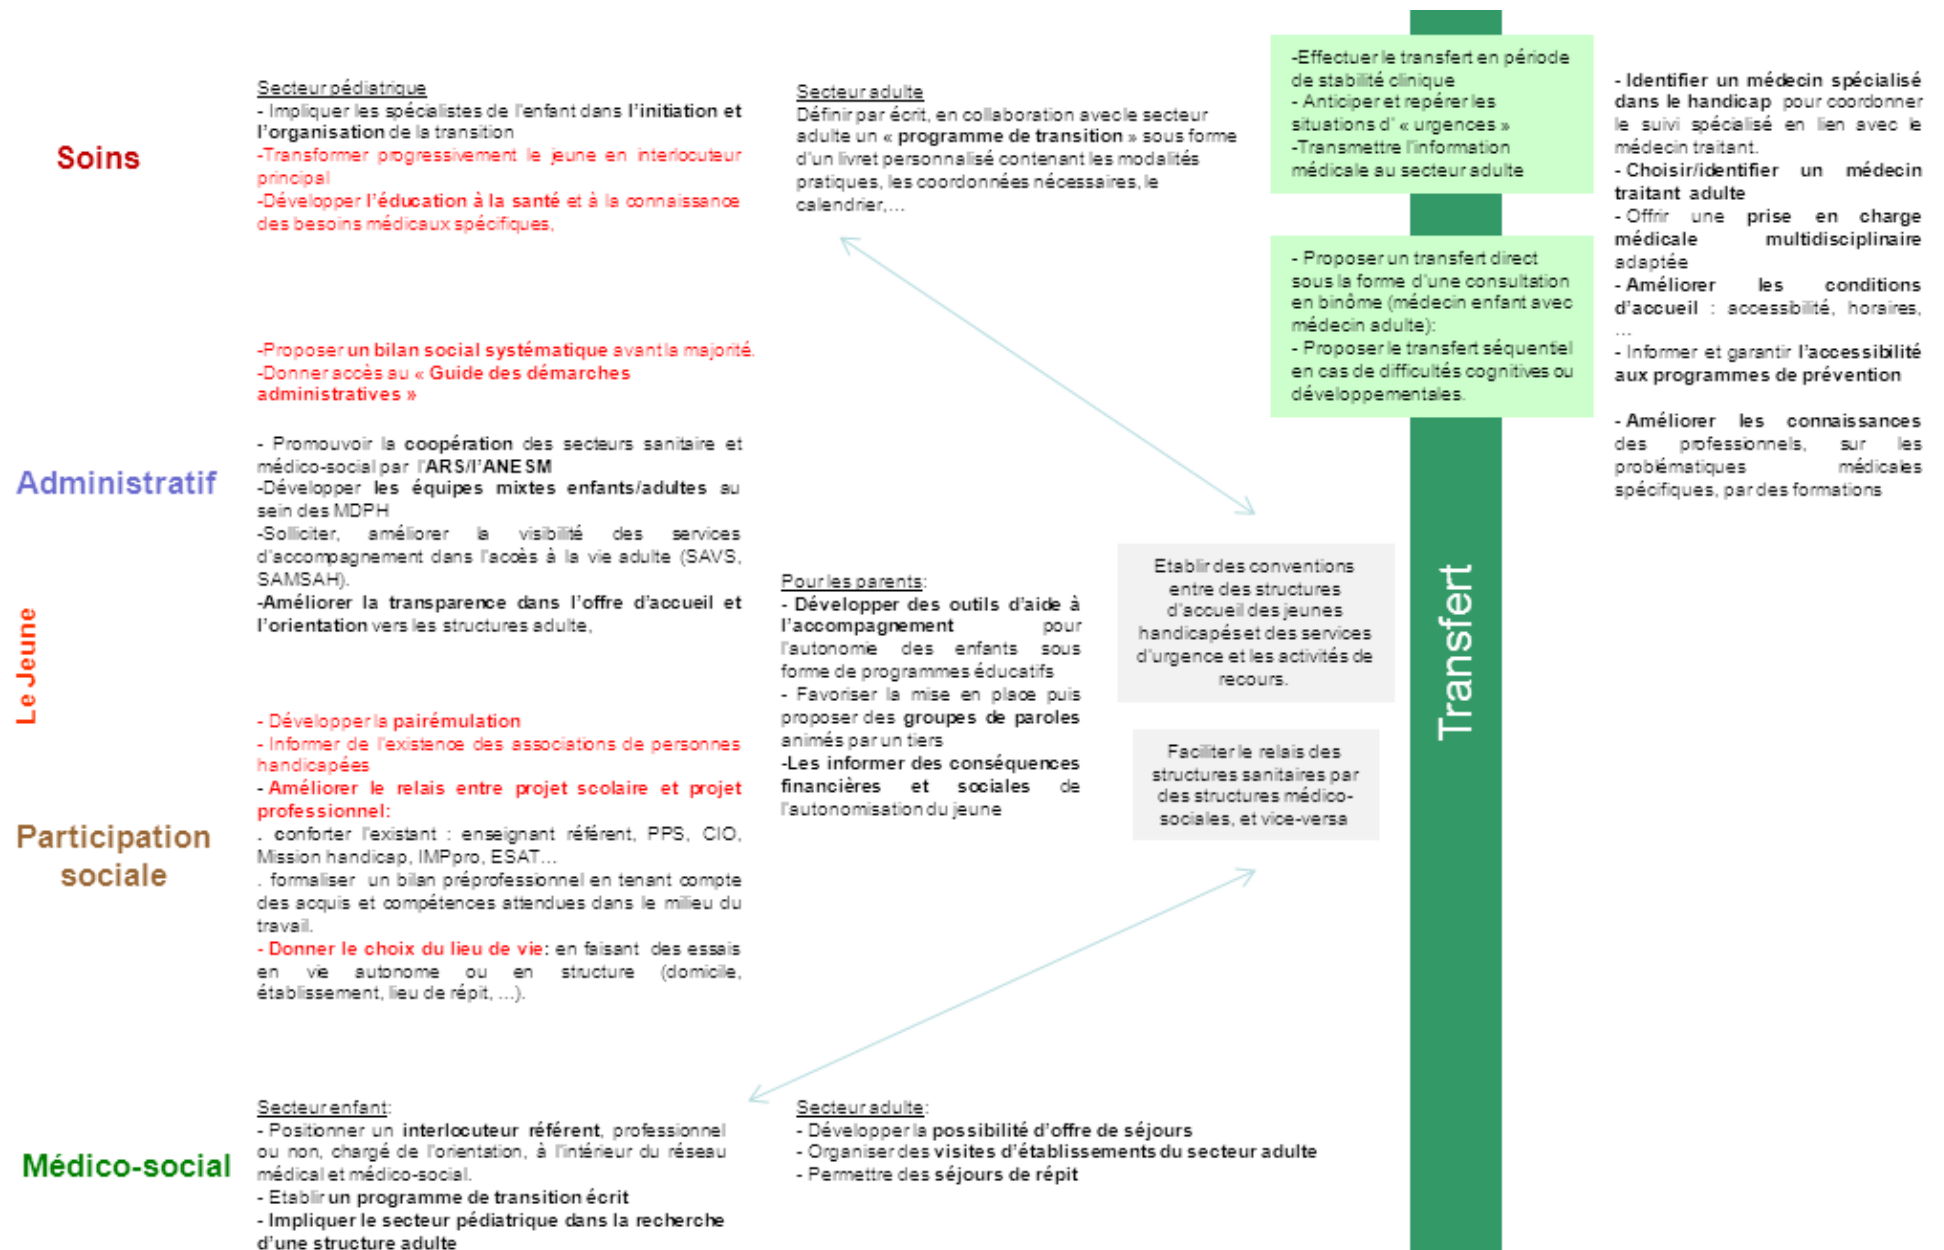 Soins
Secteur pédiatrique
- Impliquer les spécialistes de l'enfant dans l'initiation et
l'organisation de la transition
-Transformer progressivement le jeune en interlocuteur
principal
-Développer l'éducation à la santé et à la connaissance
des besoins médicaux spécifiques,
Secteur adulte
Définir par écrit, en collaboration avec le secteur
adulte un « programme de transition » sous forme
d'un livret personnalisé contenant les modalités
pratiques, les coordonnées nécessaires, le
calendrier,…
-Effectuer le transfert en période
de stabilité clinique
- Anticiper et repérer les
situations d' « urgences »
-Transmettre l'information
médicale au secteur adulte
- Proposer un transfert direct
sous la forme d'une consultation
en binôme (médecin enfant avec
médecin adulte):
- Proposer le transfert séquentiel
en cas de difficultés cognitives ou
développementales.
- Identifier un médecin spécialisé
dans le handicap pour coordonner
le suivi spécialisé en lien avec le
médecin traitant.
- Choisir/identifier un médecin
traitant adulte
- Offrir une prise en charge
médicale multidisciplinaire
adaptée
- Améliorer les conditions
d'accueil : accessibilité, horaires,
…
- Informer et garantir l'accessibilité
aux programmes de prévention
- Améliorer les connaissances
des professionnels, sur les
problématiques médicales
spécifiques, par des formations
Administratif
-Proposer un bilan social systématique avant la majorité.
-Donner accès au « Guide des démarches
administratives »
- Promouvoir la coopération des secteurs sanitaire et
médico-social par l'ARS/l'ANESM
-Développer les équipes mixtes enfants/adultes au
sein des MDPH
-Solliciter, améliorer la visibilité des services
d'accompagnement dans l'accès à la vie adulte (SAVS,
SAMSAH).
-Améliorer la transparence dans l'offre d'accueil et
l'orientation vers les structures adulte,
Le Jeune
Pour les parents:
- Développer des outils d'aide à
l'accompagnement pour
l'autonomie des enfants sous
forme de programmes éducatifs
- Favoriser la mise en place puis
proposer des groupes de paroles
animés par un tiers
-Les informer des conséquences
financières et sociales de
l'autonomisation du jeune
Etablir des conventions
entre des structures
d'accueil des jeunes
handicapés et des services
d'urgence et les activités de
recours.
Faciliter le relais des
structures sanitaires par
des structures médico-
sociales, et vice-versa
Transfert
Participation
sociale
- Développer la pairémulation
- Informer de l'existence des associations de personnes
handicapées
- Améliorer le relais entre projet scolaire et projet
professionnel:
. conforter l'existant : enseignant référent, PPS, CIO,
Mission handicap, IMPpro, ESAT…
. formaliser un bilan préprofessionnel en tenant compte
des acquis et compétences attendues dans le milieu du
travail.
- Donner le choix du lieu de vie: en faisant des essais
en vie autonome ou en structure (domicile,
établissement, lieu de répit, …).
Médico-social
Secteur enfant:
- Positionner un interlocuteur référent, professionnel
ou non, chargé de l'orientation, à l'intérieur du réseau
médical et médico-social.
- Etablir un programme de transition écrit
- Impliquer le secteur pédiatrique dans la recherche
d'une structure adulte
Secteur adulte:
- Développer la possibilité d'offre de séjours
- Organiser des visites d'établissements du secteur adulte
- Permettre des séjours de répit